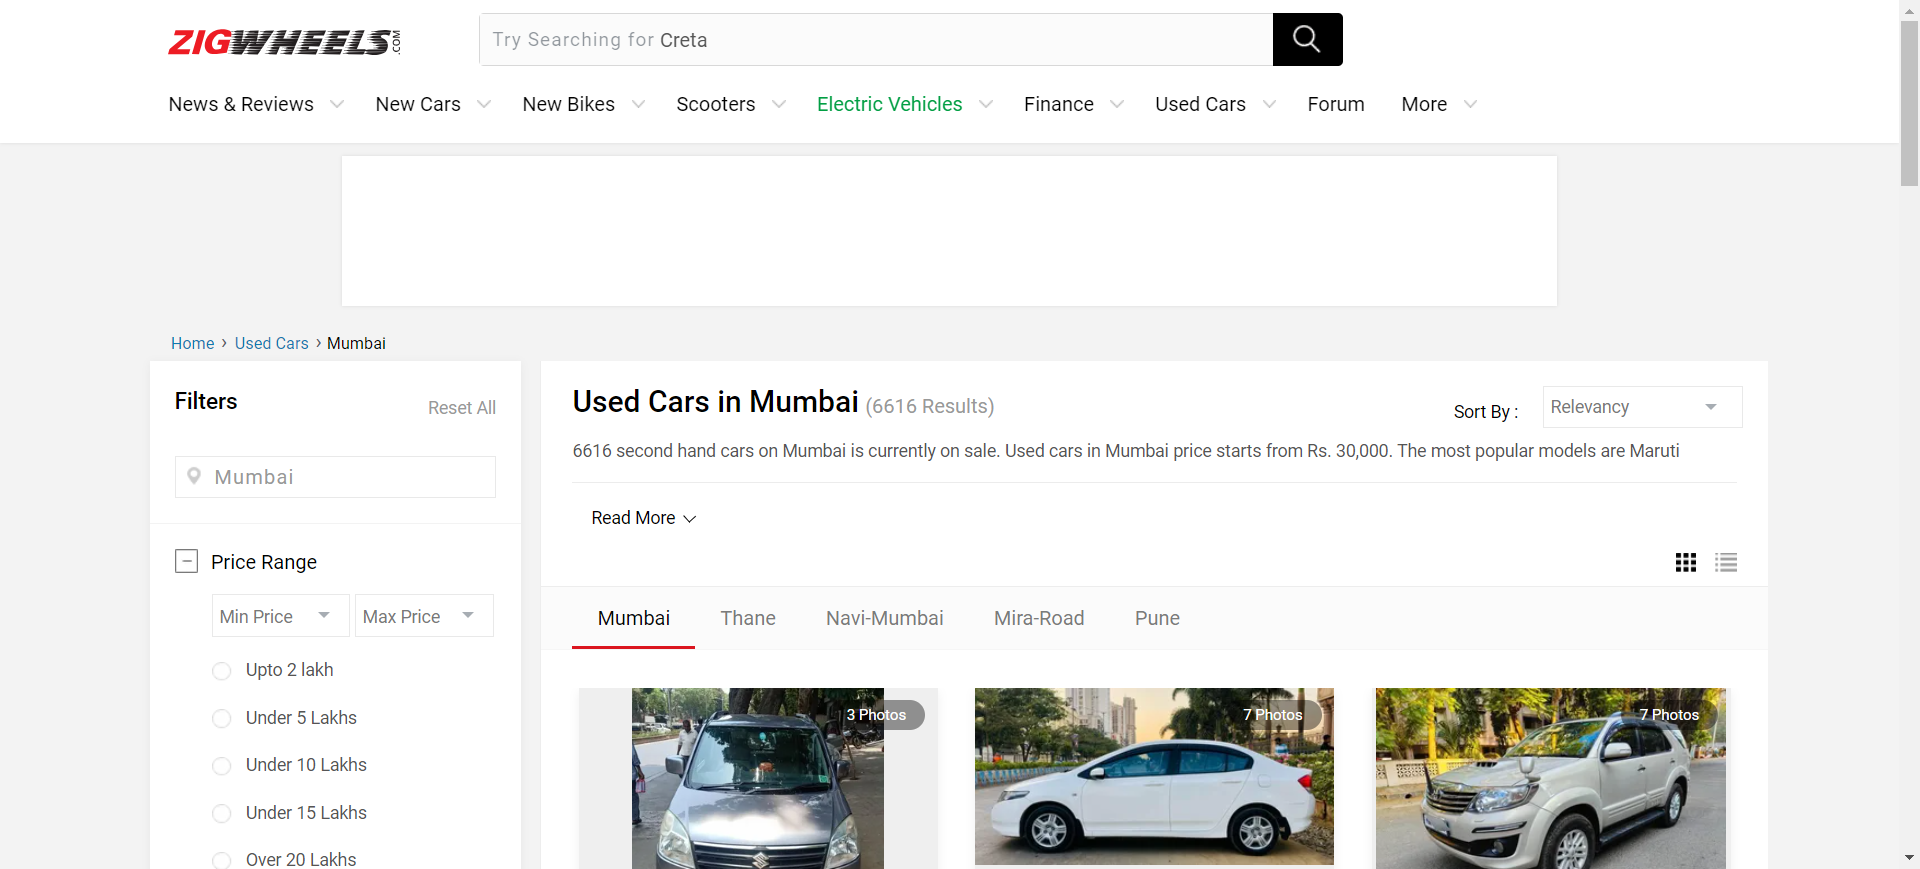 ZIGWHEELS.COM
Try Searching for Creta
News & Reviews
New Cars
New Bikes
Scooters
Electric Vehicles
Finance
Used Cars
Forum
More
Home › Used Cars › Mumbai
Filters
Reset All
Mumbai
Price Range
Min Price
Max Price
Upto 2 lakh
Under 5 Lakhs
Under 10 Lakhs
Under 15 Lakhs
Over 20 Lakhs
Used Cars in Mumbai (6616 Results)
Sort By :
Relevancy
6616 second hand cars on Mumbai is currently on sale. Used cars in Mumbai price starts from Rs. 30,000. The most popular models are Maruti
Read More
Mumbai
Thane
Navi-Mumbai
Mira-Road
Pune
3 Photos
7 Photos
7 Photos